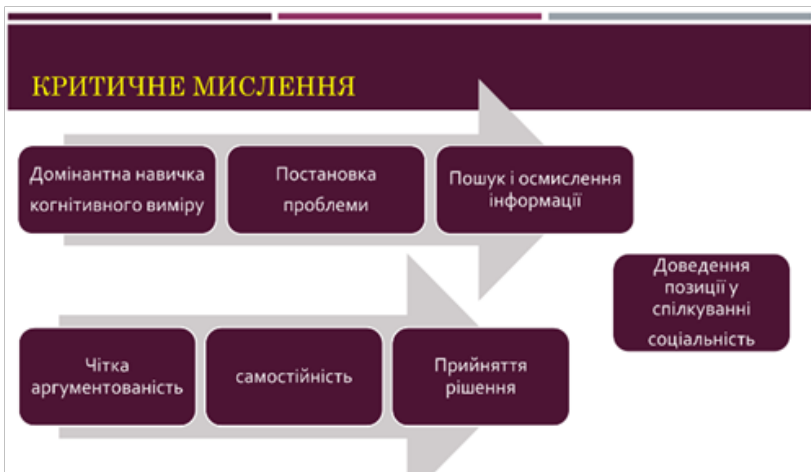 КРИТИЧНЕ МИСЛЕННЯ
Домінантна навичка
когнітивного виміру
Постановка
проблеми
Пошук і осмислення
інформації
Доведення
позиції у
спілкуванні
соціальність
Чітка
аргументованість
самостійність
Прийняття
рішення